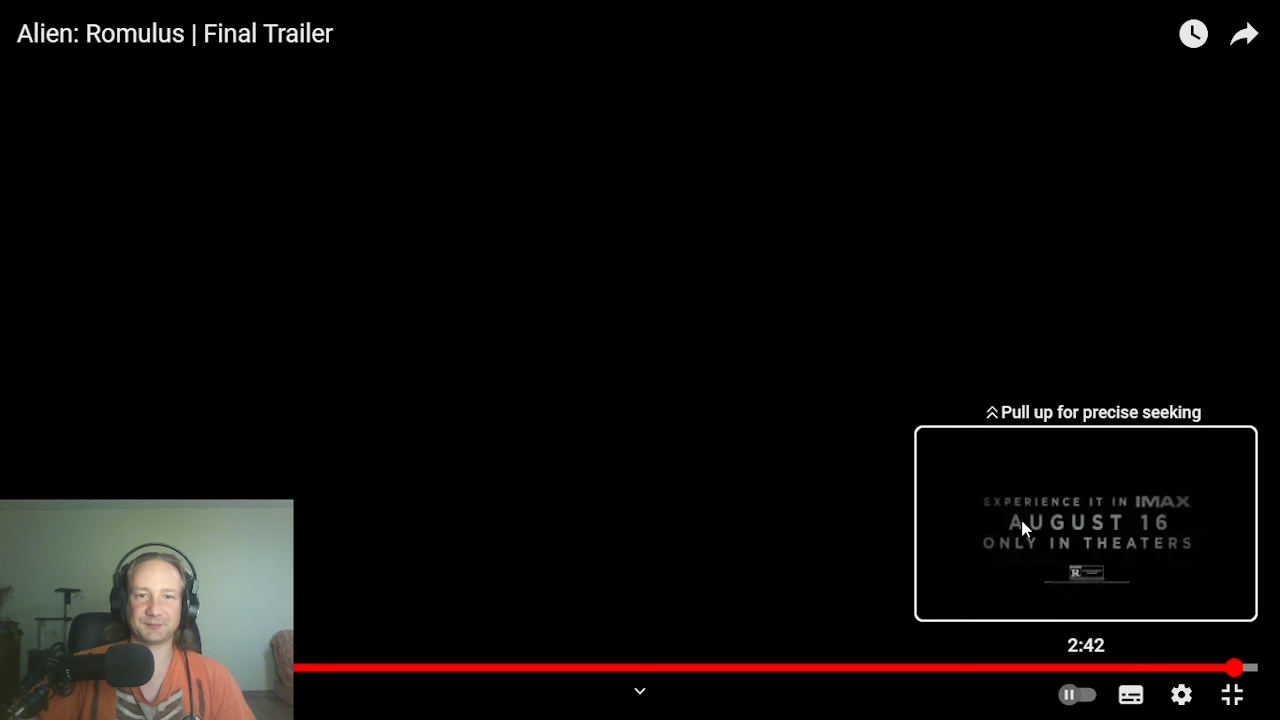 Alien: Romulus | Final Trailer
Pull up for precise seeking
EXPERIENCE IT IN IMAX
AUGUST 16
ONLY IN THEATERS
R
2:42